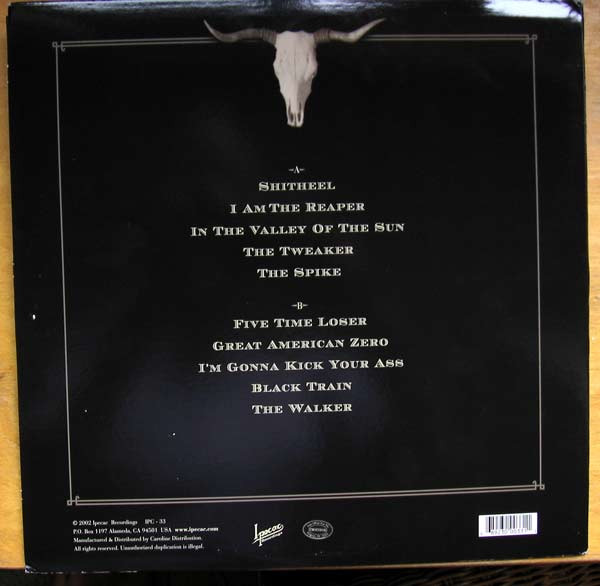 -A-
SHITHEEL
I AM THE REAPER
IN THE VALLEY OF THE SUN
THE TWEAKER
THE SPIKE
-B-
FIVE TIME LOSER
GREAT AMERICAN ZERO
I'M GONNA KICK YOUR ASS
BLACK TRAIN
THE WALKER
© 2002 Ipecac Recordings IPC - 33
P.O. Box 1197 Alameda, CA 94501 USA www.ipecac.com
Manufactured & Distributed by Caroline Distribution.
All rights reserved. Unauthorized duplication is illegal.
Ipecac
Recordings